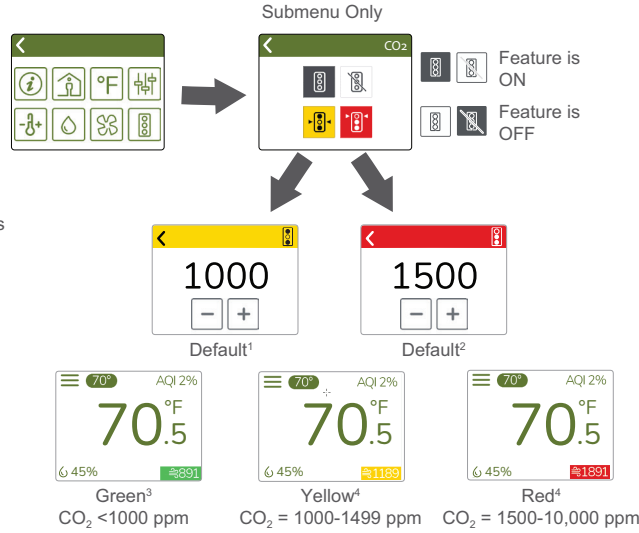 Submenu Only
CO2
i
°F
Feature is
ON
Feature is
OFF
s
1000
1500
Default¹
Default²
70° AQI 2%
70.5 °F
45% 891
70° AQI 2%
70.5 °F
45% 1189
70° AQI 2%
70.5 °F
45% 1891
Green³
CO₂ <1000 ppm
Yellow⁴
CO₂ = 1000-1499 ppm
Red⁴
CO₂ = 1500-10,000 ppm